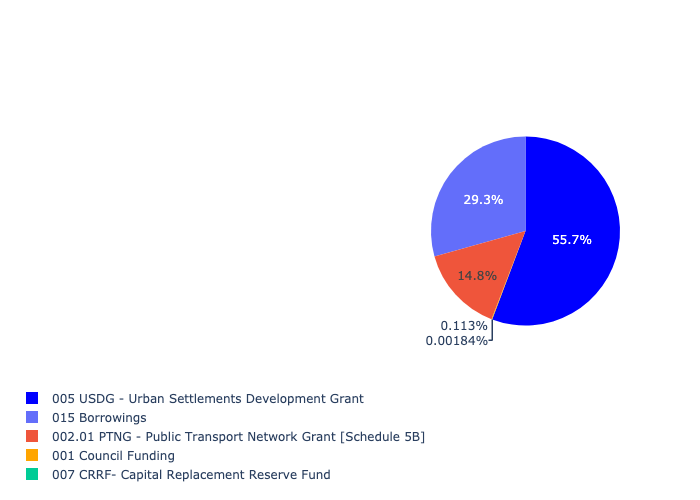 29.3%
55.7%
14.8%
0.113%
0.00184%
005 USDG - Urban Settlements Development Grant
015 Borrowings
002.01 PTNG - Public Transport Network Grant [Schedule 5B]
001 Council Funding
007 CRRF- Capital Replacement Reserve Fund